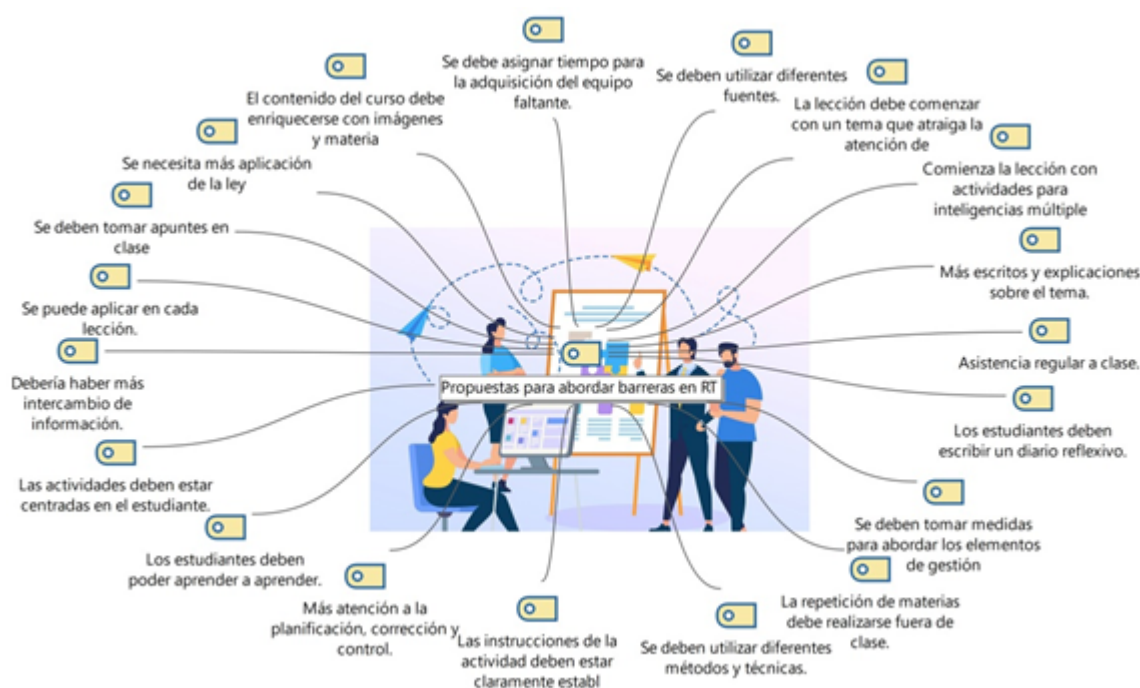 Se debe asignar tiempo para
la adquisición del equipo
faltante.
Se deben utilizar diferentes
fuentes.
La lección debe comenzar
con un tema que atraiga la
atención de
Comienza la lección con
actividades para
inteligencias múltiple
Más escritos y explicaciones
sobre el tema.
Asistencia regular a clase.
Los estudiantes deben
escribir un diario reflexivo.
Se deben tomar medidas
para abordar los elementos
de gestión
La repetición de materias
debe realizarse fuera de
clase.
Se deben utilizar diferentes
métodos y técnicas.
Las instrucciones de la
actividad deben estar
claramente establ
Más atención a la
planificación, corrección y
control.
Los estudiantes deben
poder aprender a aprender.
Las actividades deben estar
centradas en el estudiante.
Debería haber más
intercambio de
información.
Se puede aplicar en cada
lección.
Se deben tomar apuntes en
clase
Se necesita más aplicación
de la ley
El contenido del curso debe
enriquecerse con imágenes
y materia
Propuestas para abordar barreras en RT